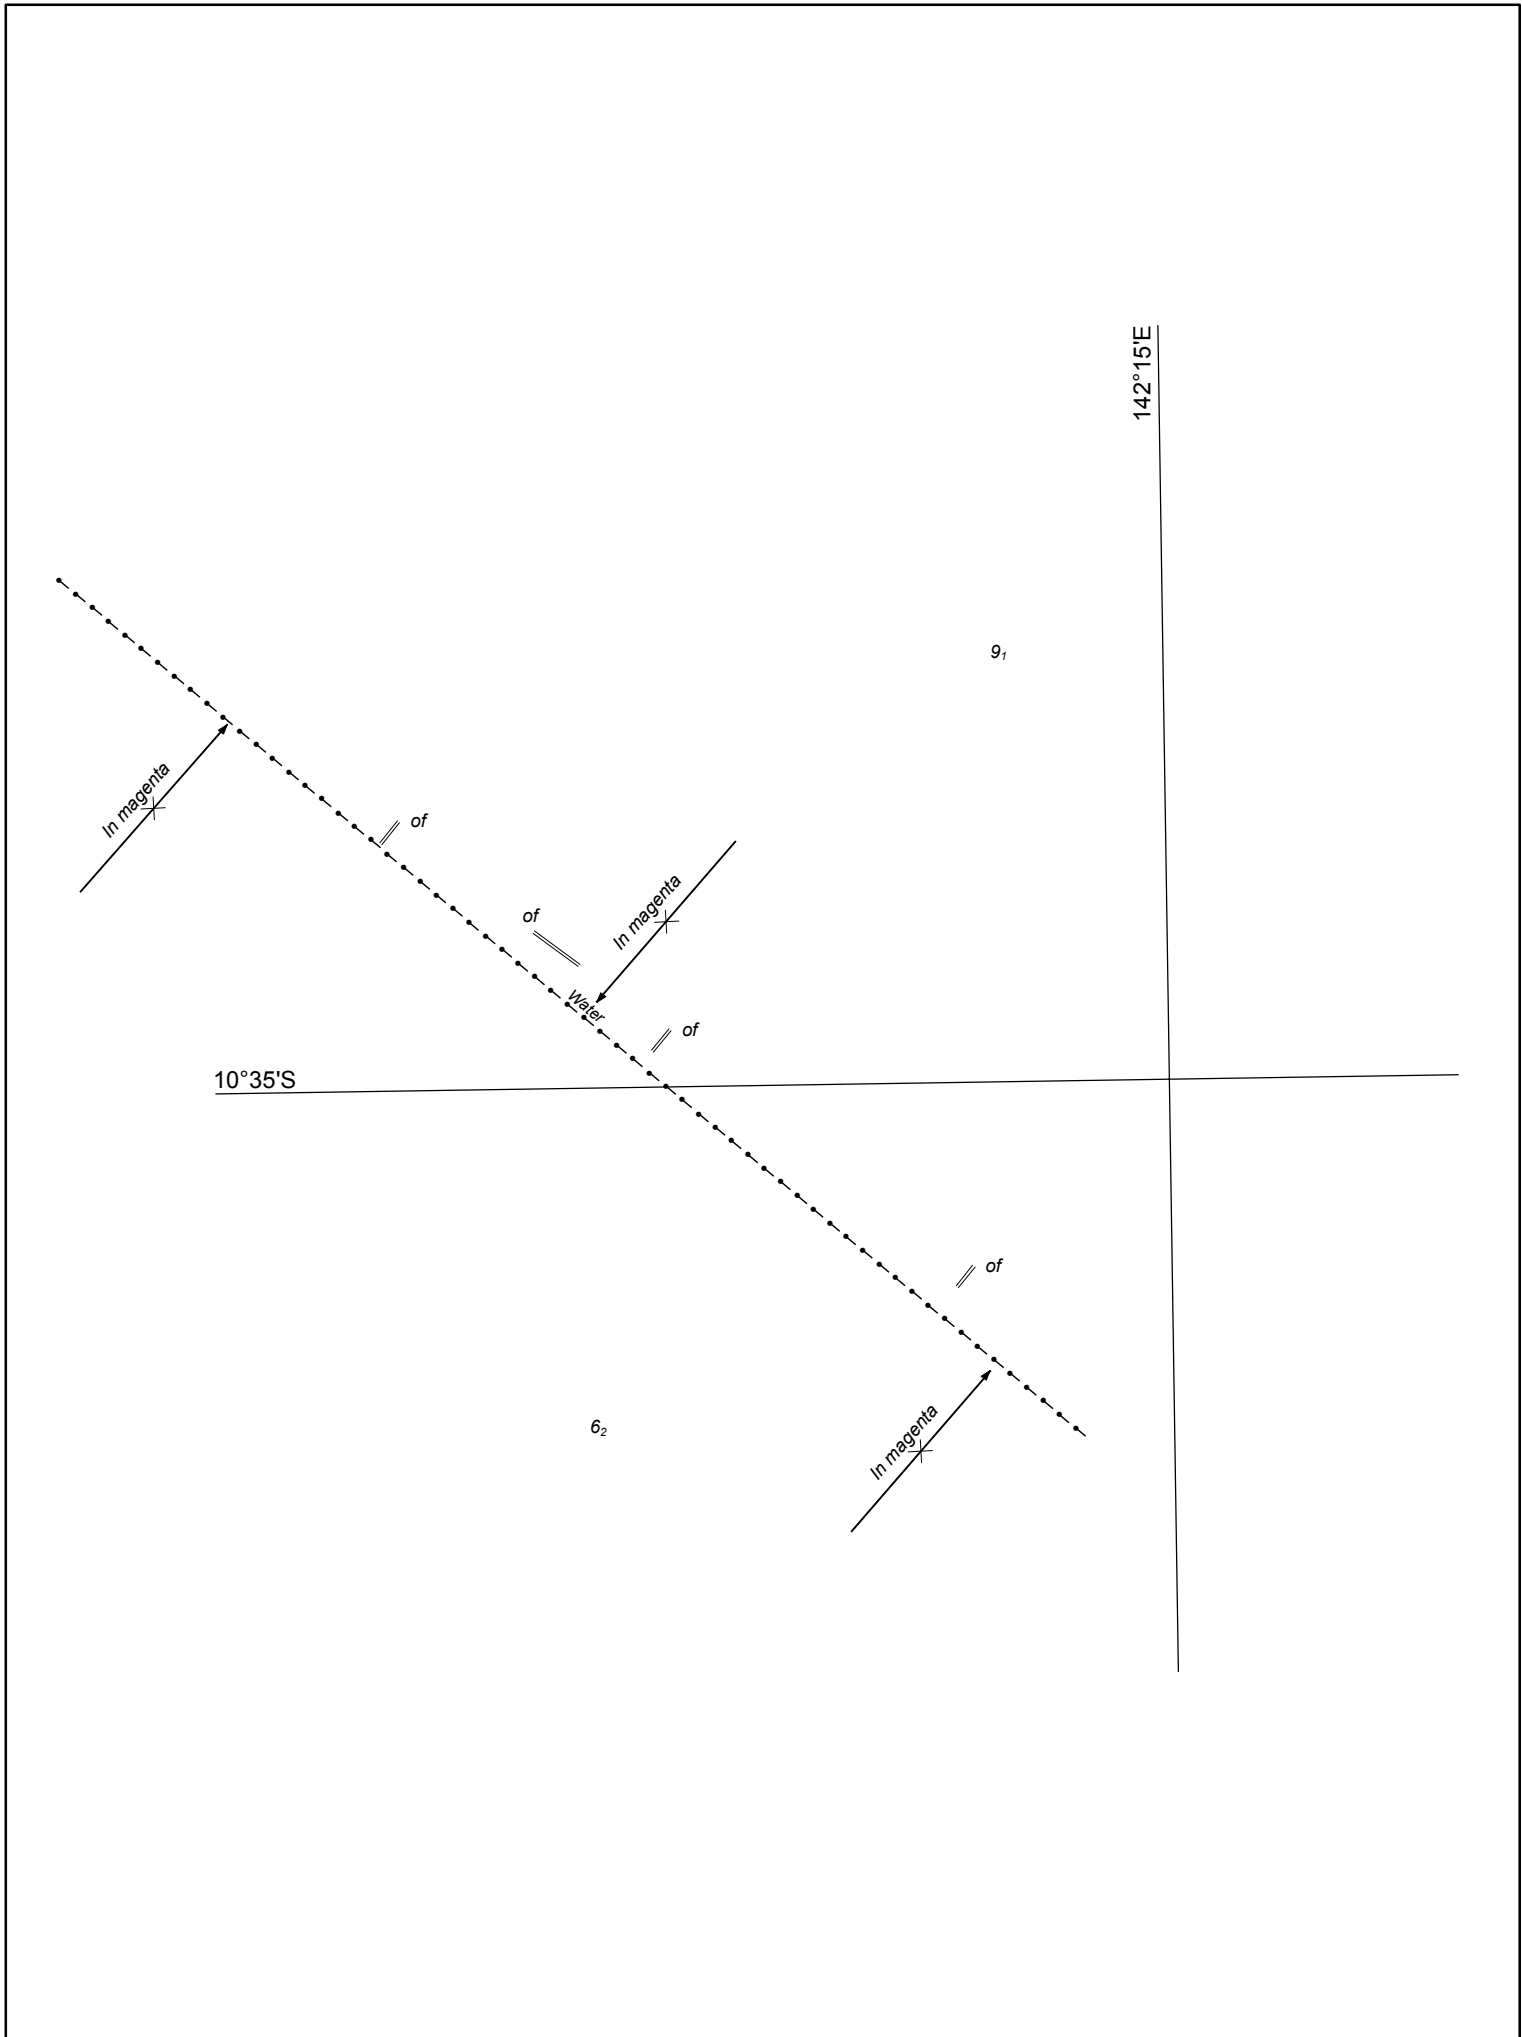 142°15'E
9₁
In magenta
of
In magenta
of
Water
of
10°35'S
of
In magenta
6₂